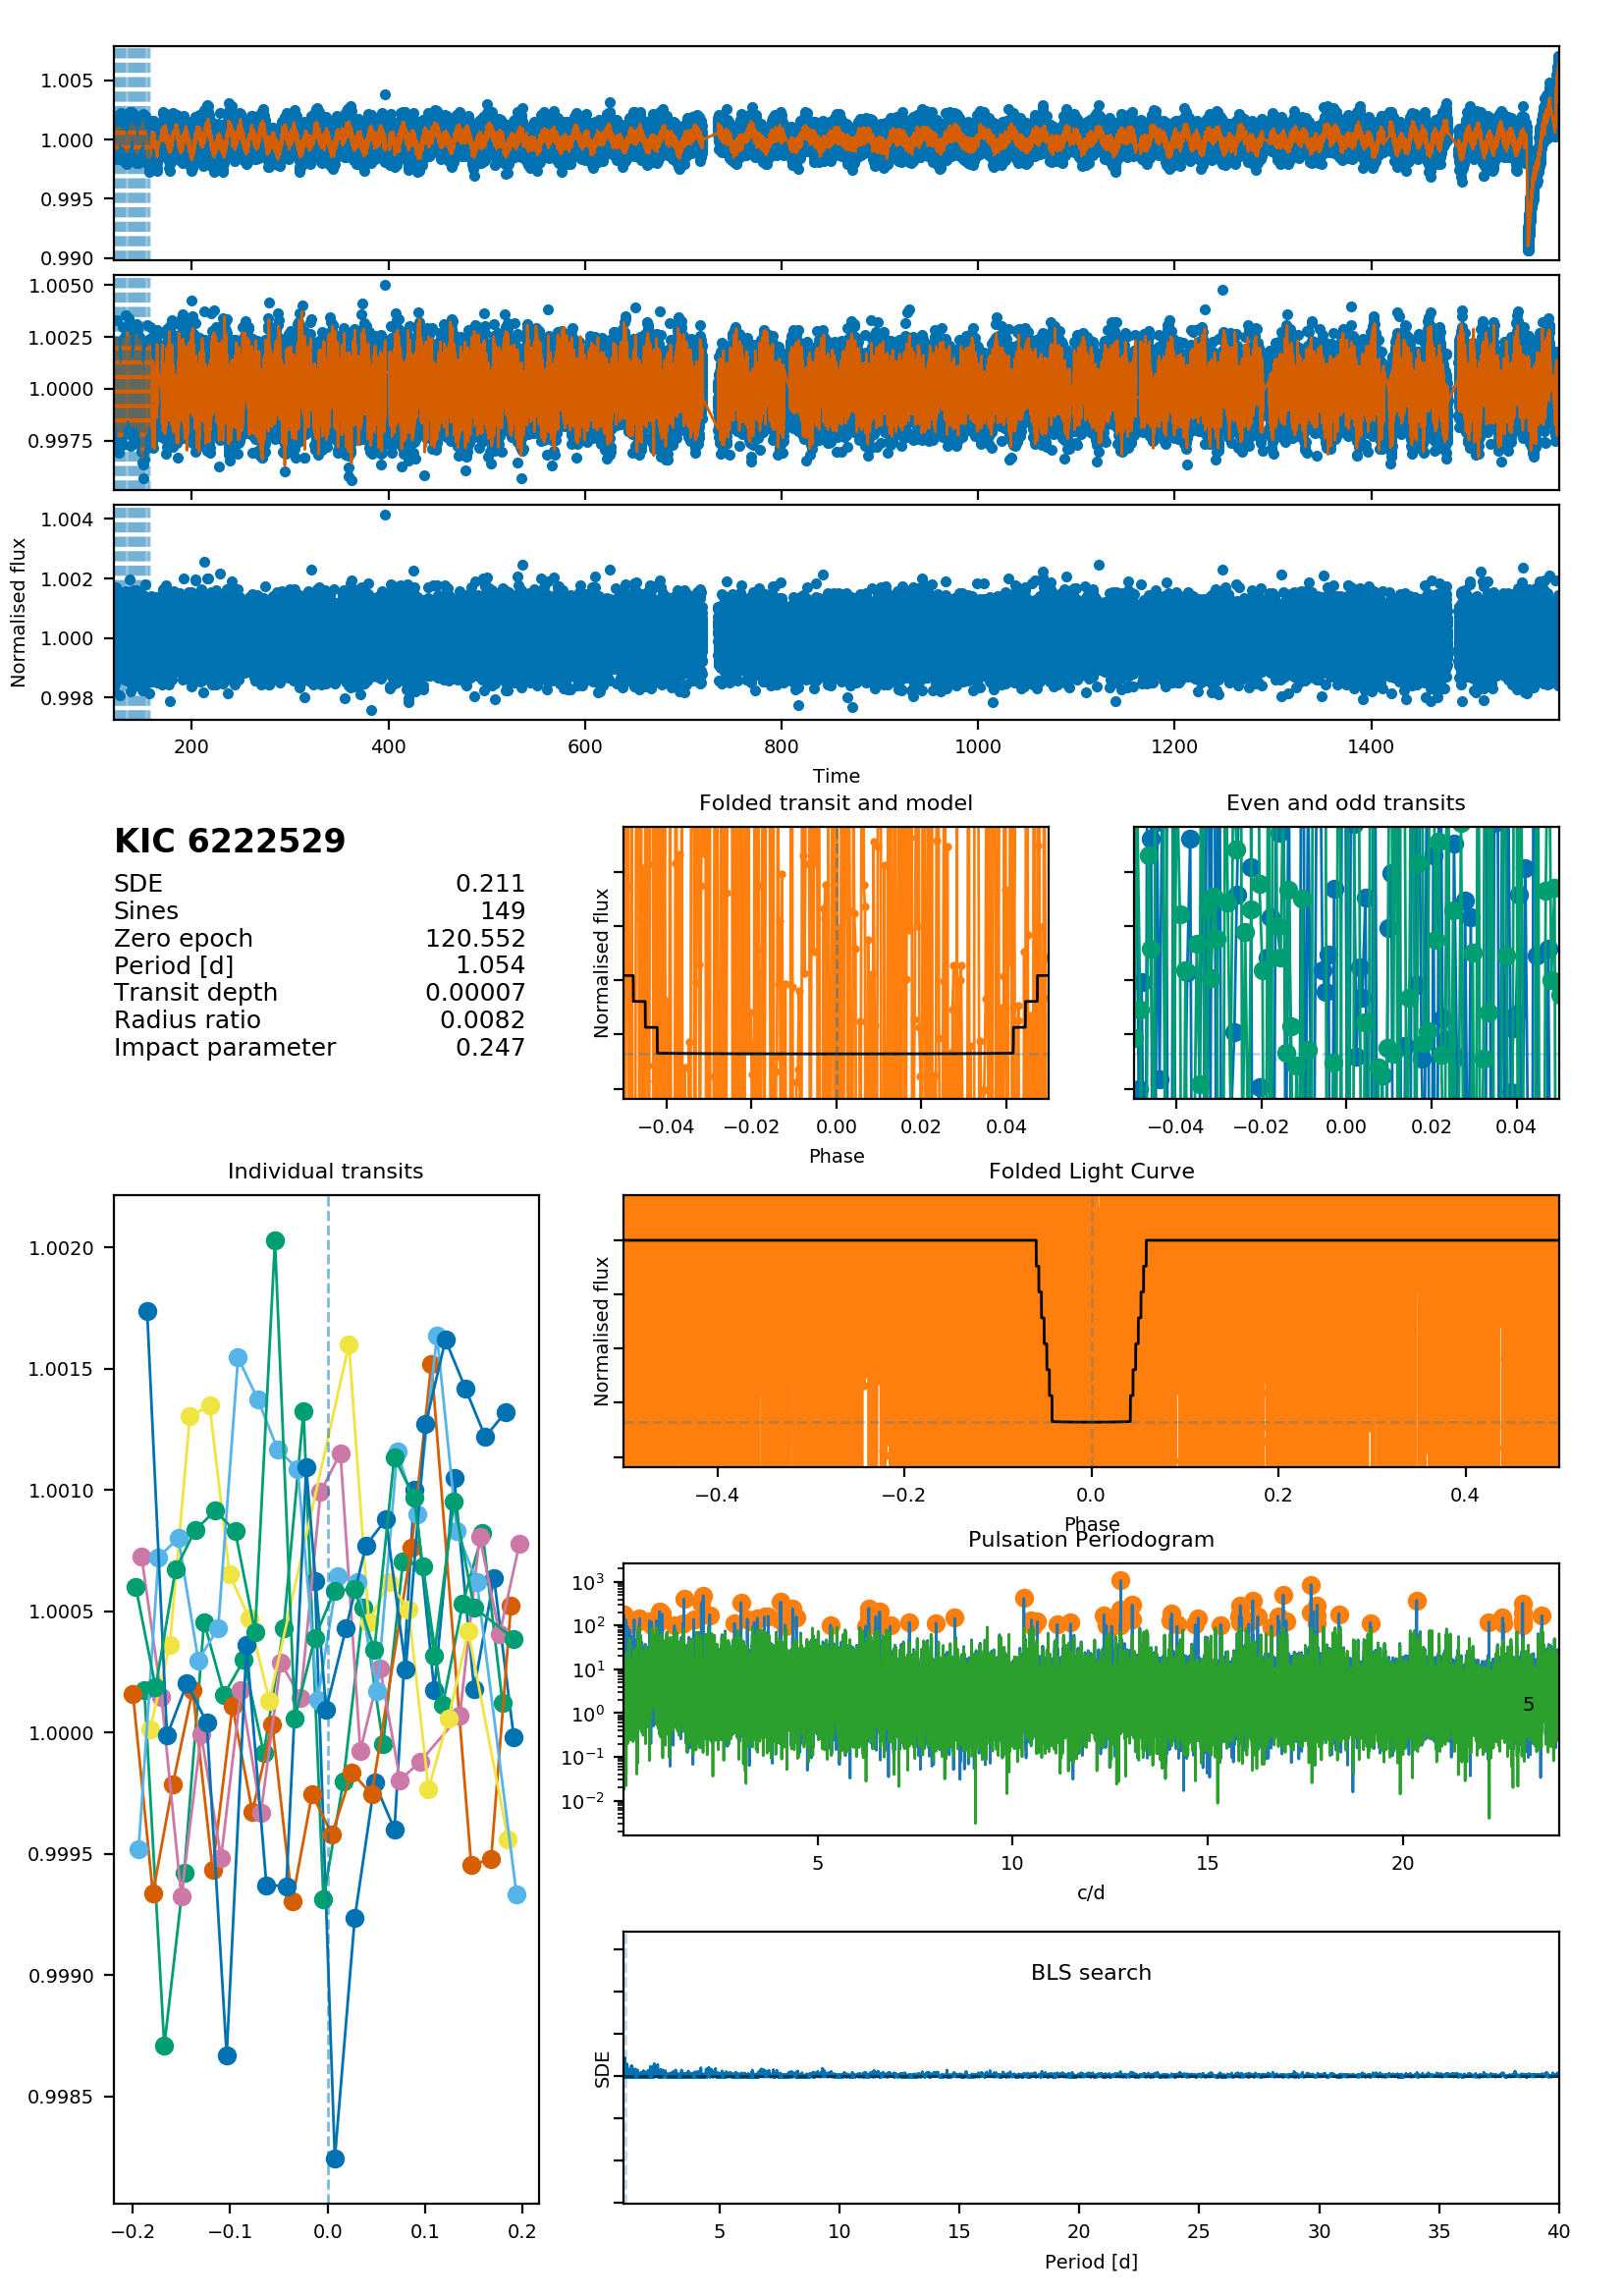 1.005
1.000
0.995
0.990
1.0050
1.0025
1.0000
0.9975
1.004
1.002
1.000
0.998
Normalised flux
200 400 600 800 1000 1200 1400
Time
KIC 6222529
SDE 0.211
Sines 149
Zero epoch 120.552
Period [d] 1.054
Transit depth 0.00007
Radius ratio 0.0082
Impact parameter 0.247
Folded transit and model
Normalised flux
−0.04 −0.02 0.00 0.02 0.04
Phase
Even and odd transits
−0.04 −0.02 0.00 0.02 0.04
Individual transits
1.0020
1.0015
1.0010
1.0005
1.0000
0.9995
0.9990
0.9985
−0.2 −0.1 0.0 0.1 0.2
Folded Light Curve
Normalised flux
−0.4 −0.2 0.0 0.2 0.4
Phase
Pulsation Periodogram
10³
10²
10¹
10⁰
10⁻¹
10⁻²
5
5 10 15 20
c/d
BLS search
SDE
5 10 15 20 25 30 35 40
Period [d]